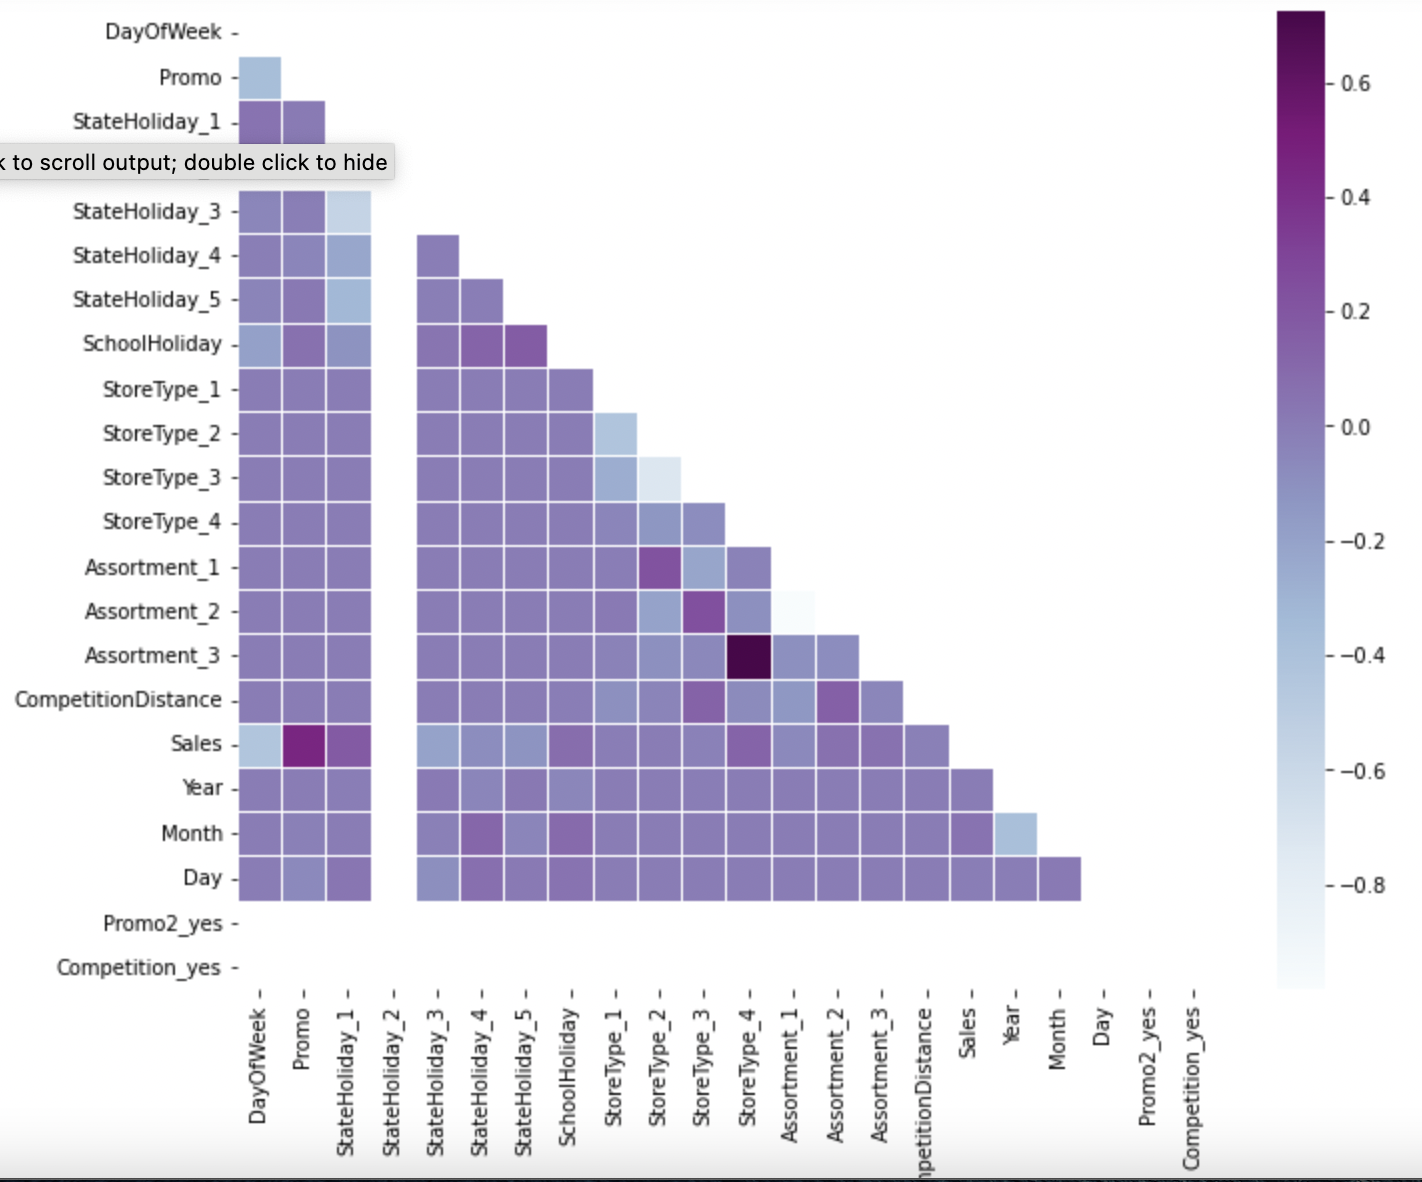 DayOfWeek
Promo
StateHoliday_1
to scroll output; double click to hide
StateHoliday_3
StateHoliday_4
StateHoliday_5
SchoolHoliday
StoreType_1
StoreType_2
StoreType_3
StoreType_4
Assortment_1
Assortment_2
Assortment_3
CompetitionDistance
Sales
Year
Month
Day
Promo2_yes
Competition_yes
DayOfWeek
Promo
StateHoliday_1
StateHoliday_2
StateHoliday_3
StateHoliday_4
StateHoliday_5
SchoolHoliday
StoreType_1
StoreType_2
StoreType_3
StoreType_4
Assortment_1
Assortment_2
Assortment_3
petitionDistance
Sales
Year
Month
Day
Promo2_yes
Competition_yes
0.6
0.4
0.2
0.0
−0.2
−0.4
−0.6
−0.8